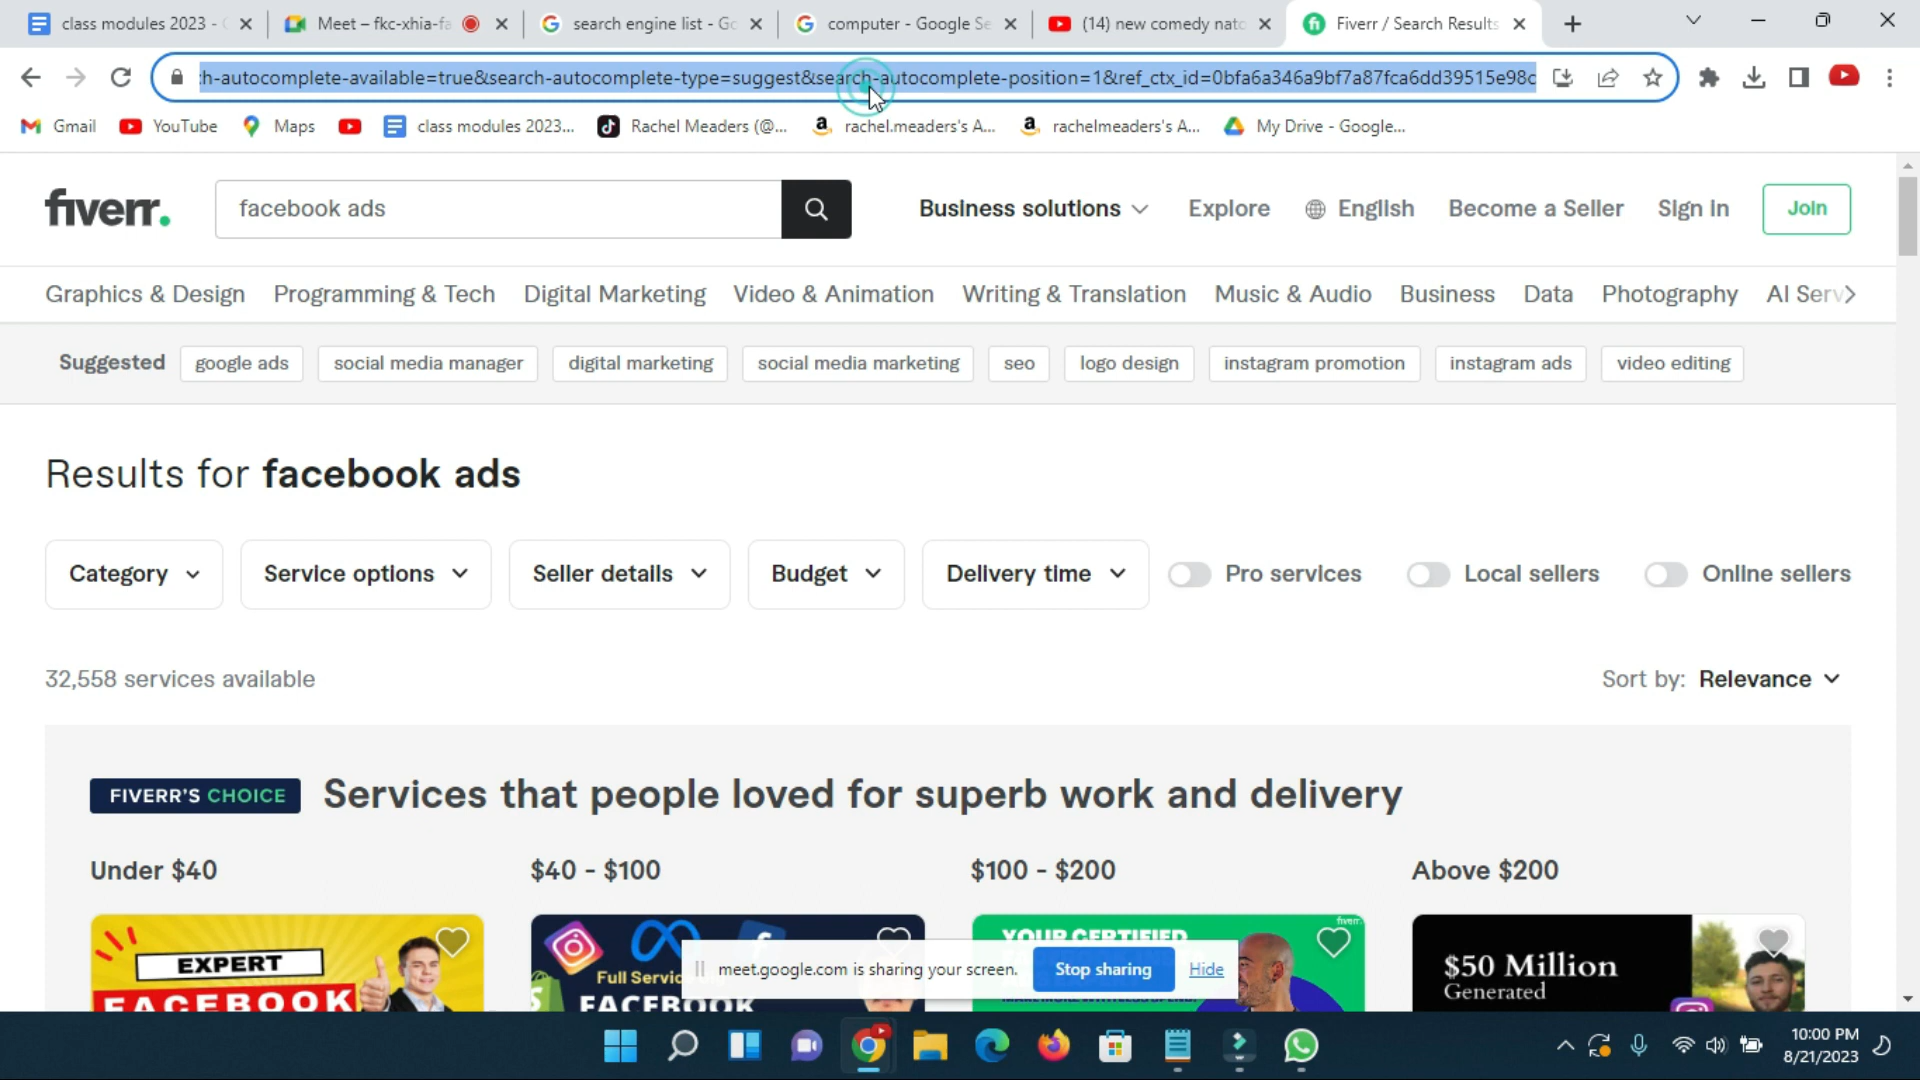 class modules 2023 -
Meet – fkc-xhia-fa
search engine list - Go
computer - Google Se
(14) new comedy nato
Fiverr / Search Results
:h-autocomplete-available=true&search-autocomplete-type=suggest&search-autocomplete-position=1&ref_ctx_id=0bfa6a346a9bf7a87fca6dd39515e98c
Gmail
YouTube
Maps
class modules 2023...
Rachel Meaders (@...
rachel.meaders's A...
rachelmeaders's A...
My Drive - Google...
fiverr.
facebook ads
Business solutions
Explore
English
Become a Seller
Sign In
Join
Graphics & Design
Programming & Tech
Digital Marketing
Video & Animation
Writing & Translation
Music & Audio
Business
Data
Photography
AI Serv
Suggested
google ads
social media manager
digital marketing
social media marketing
seo
logo design
instagram promotion
instagram ads
video editing
Results for facebook ads
Category
Service options
Seller details
Budget
Delivery time
Pro services
Local sellers
Online sellers
32,558 services available
Sort by: Relevance
FIVERR'S CHOICE
Services that people loved for superb work and delivery
Under $40
$40 - $100
$100 - $200
Above $200
EXPERT
FACEBOOK
Full Servic
FACEBOOK
fiverr.
YOUR CERTIFIED
$50 Million
Generated
meet.google.com is sharing your screen.
Stop sharing
Hide
10:00 PM
8/21/2023